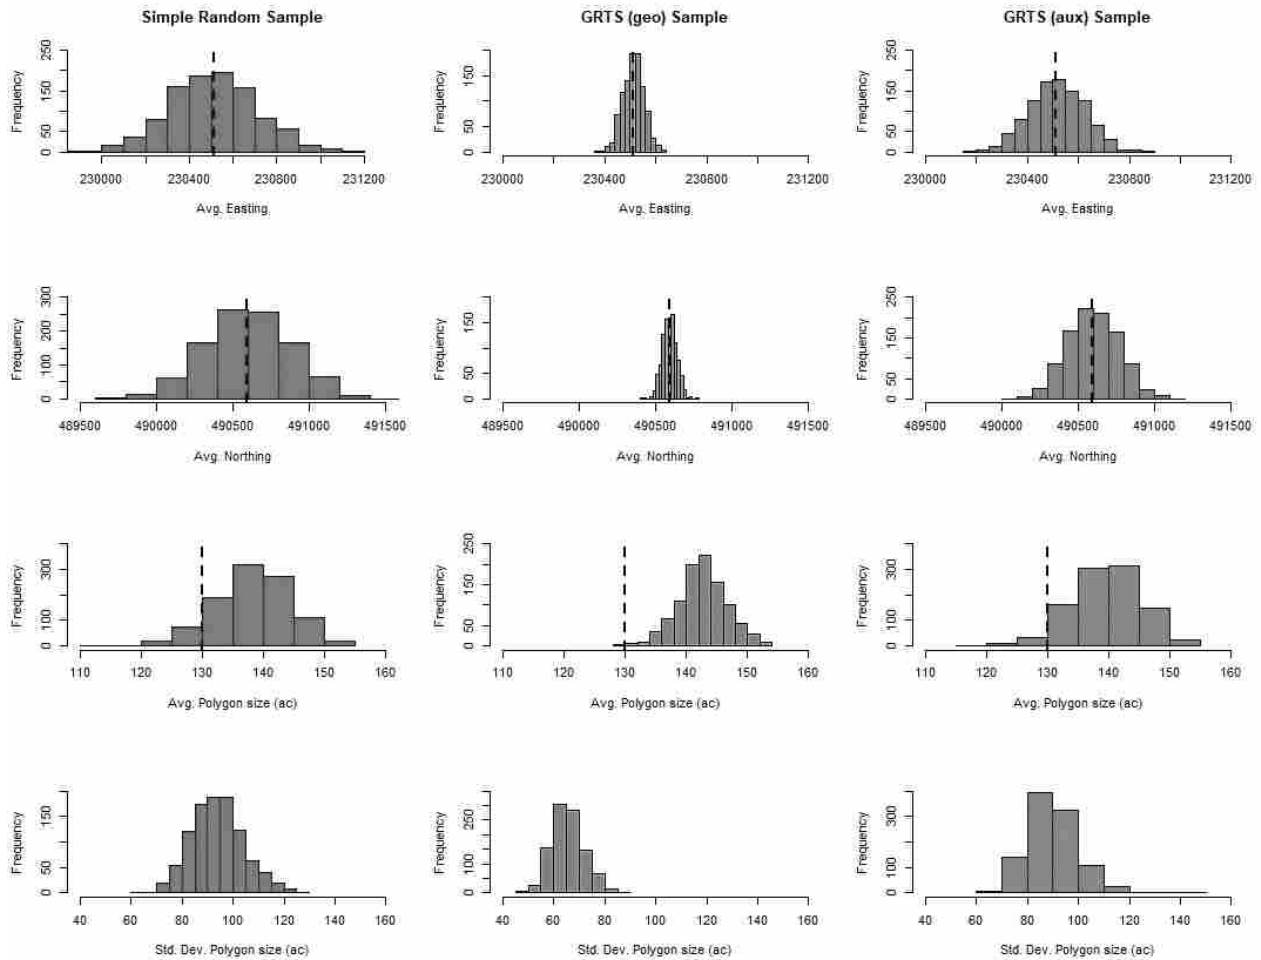 Simple Random Sample
GRTS (geo) Sample
GRTS (aux) Sample
Frequency
0 50 150 250
230000 230400 230800 231200
Avg. Easting
Frequency
0 50 150
230000 230400 230800 231200
Avg. Easting
Frequency
0 50 150 250
230000 230400 230800 231200
Avg. Easting
Frequency
0 100 200 300
489500 490000 490500 491000 491500
Avg. Northing
Frequency
0 50 150
489500 490000 490500 491000 491500
Avg. Northing
Frequency
0 50 150 250
489500 490000 490500 491000 491500
Avg. Northing
Frequency
0 100 300
110 120 130 140 150 160
Avg. Polygon size (ac)
Frequency
0 50 150 250
110 120 130 140 150 160
Avg. Polygon size (ac)
Frequency
0 100 300
110 120 130 140 150 160
Avg. Polygon size (ac)
Frequency
0 50 150
40 60 80 100 120 140 160
Std. Dev. Polygon size (ac)
Frequency
0 100 250
40 60 80 100 120 140 160
Std. Dev. Polygon size (ac)
Frequency
0 100 300
40 60 80 100 120 140 160
Std. Dev. Polygon size (ac)